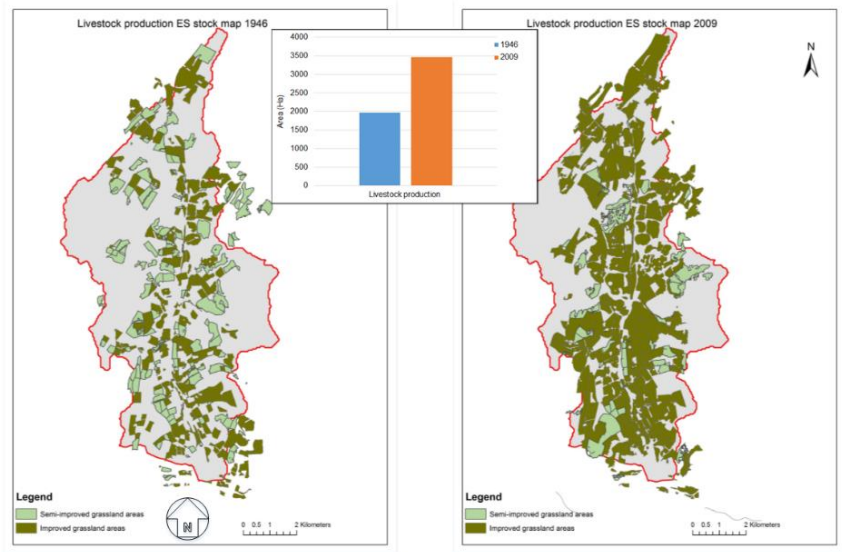 Livestock production ES stock map 1946
Livestock production ES stock map 2009
4000
3500
3000
2500
2000
1500
1000
500
0
Area (Ha)
Livestock production
1946
2009
N
Legend
Semi-improved grassland areas
Improved grassland areas
N
0 0.5 1 2 Kilometers
Legend
Semi-improved grassland areas
Improved grassland areas
0 0.5 1 2 Kilometers